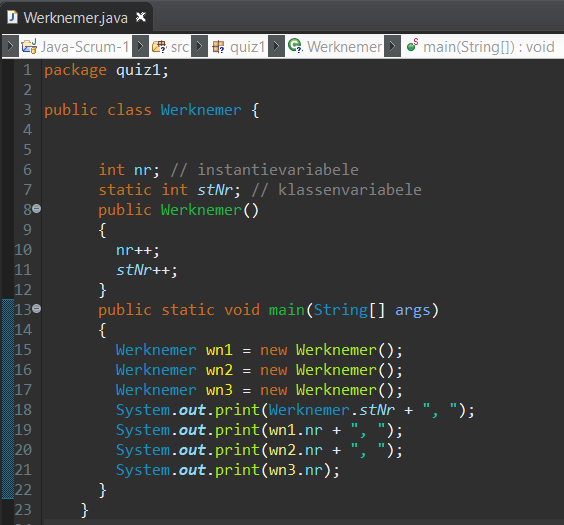 Werknemer.java
Java-Scrum-1 src quiz1 Werknemer main(String[]) : void
1 package quiz1;
2
3 public class Werknemer {
4
5
6 int nr; // instantievariabele
7 static int stNr; // klassenvariabele
8 public Werknemer()
9 {
10 nr++;
11 stNr++;
12 }
13 public static void main(String[] args)
14 {
15 Werknemer wn1 = new Werknemer();
16 Werknemer wn2 = new Werknemer();
17 Werknemer wn3 = new Werknemer();
18 System.out.print(Werknemer.stNr + ", ");
19 System.out.print(wn1.nr + ", ");
20 System.out.print(wn2.nr + ", ");
21 System.out.print(wn3.nr);
22 }
23 }